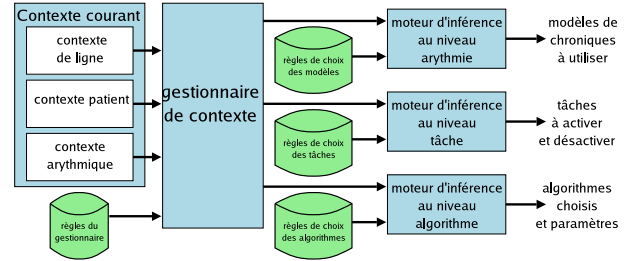 Contexte courant
contexte
de ligne
contexte patient
contexte
arythmique
règles du
gestionnaire
gestionnaire
de contexte
règles de choix
des modèles
règles de choix
des tâches
règles de choix
des algorithmes
moteur d'inférence
au niveau
arythmie
moteur d'inférence
au niveau
tâche
moteur d'inférence
au niveau
algorithme
modèles de
chroniques
à utiliser
tâches
à activer
et désactiver
algorithmes
choisis
et paramètres